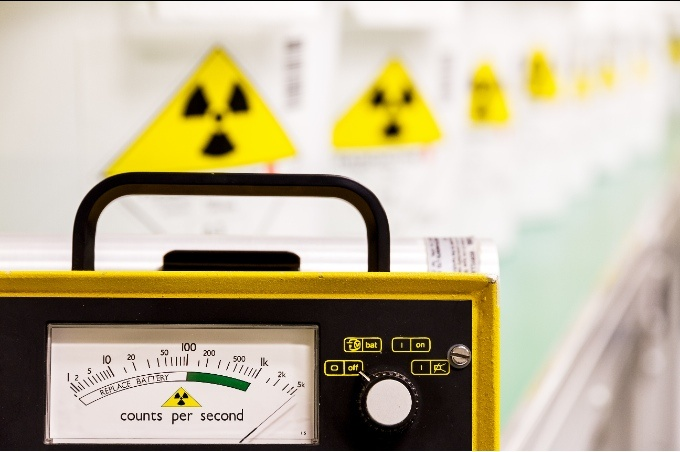 1 2 5 10 20 50 100 200 500 1k 2k 5k
REPLACE BATTERY
counts per second
bat
I on
O off
I